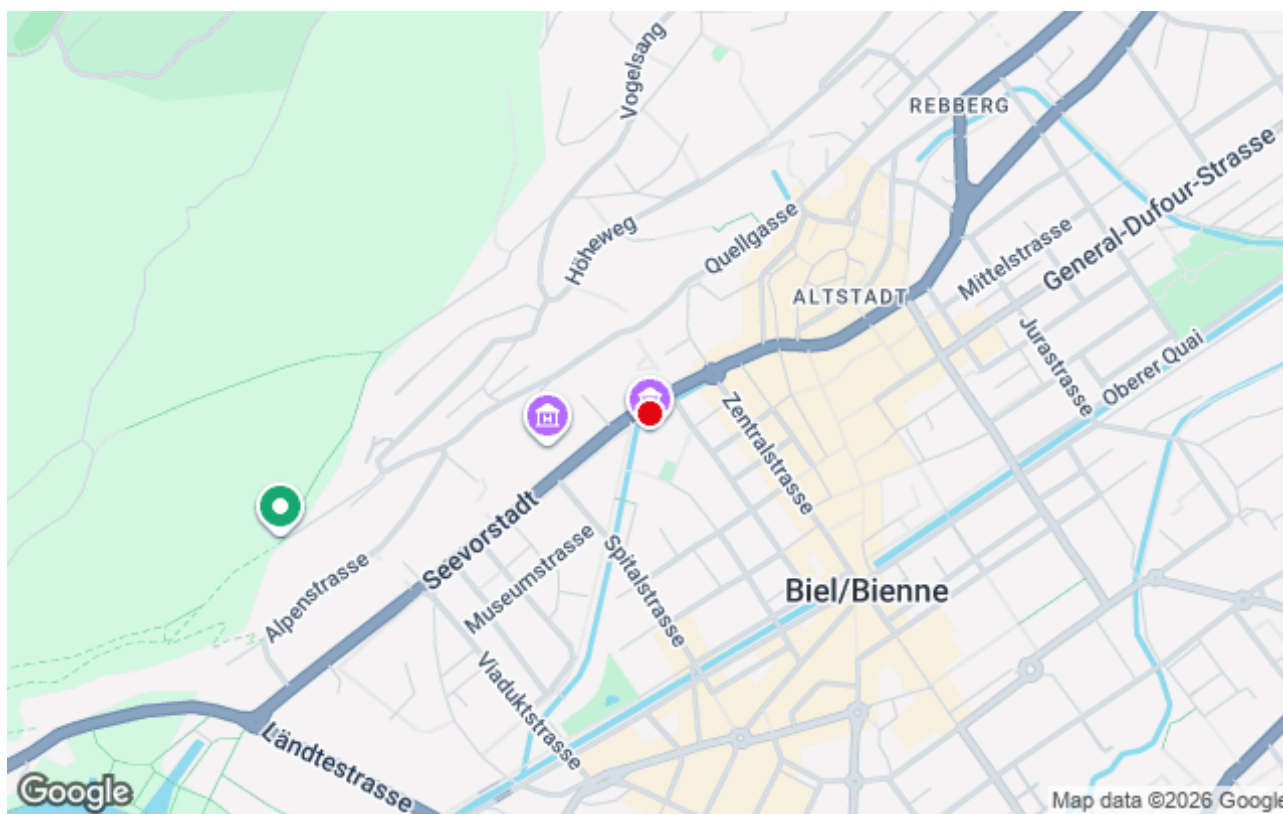 Vogelsang
REBBERG
General-Dufour-Strasse
Höheweg
Quellgasse
Mittelstrasse
ALTSTADT
Jurastrasse
Oberer Quai
Zentralstrasse
Seevorstadt
Museumstrasse
Spitalstrasse
Biel/Bienne
Alpenstrasse
Viaduktstrasse
Ländtestrasse
Google
Map data ©2026 Google